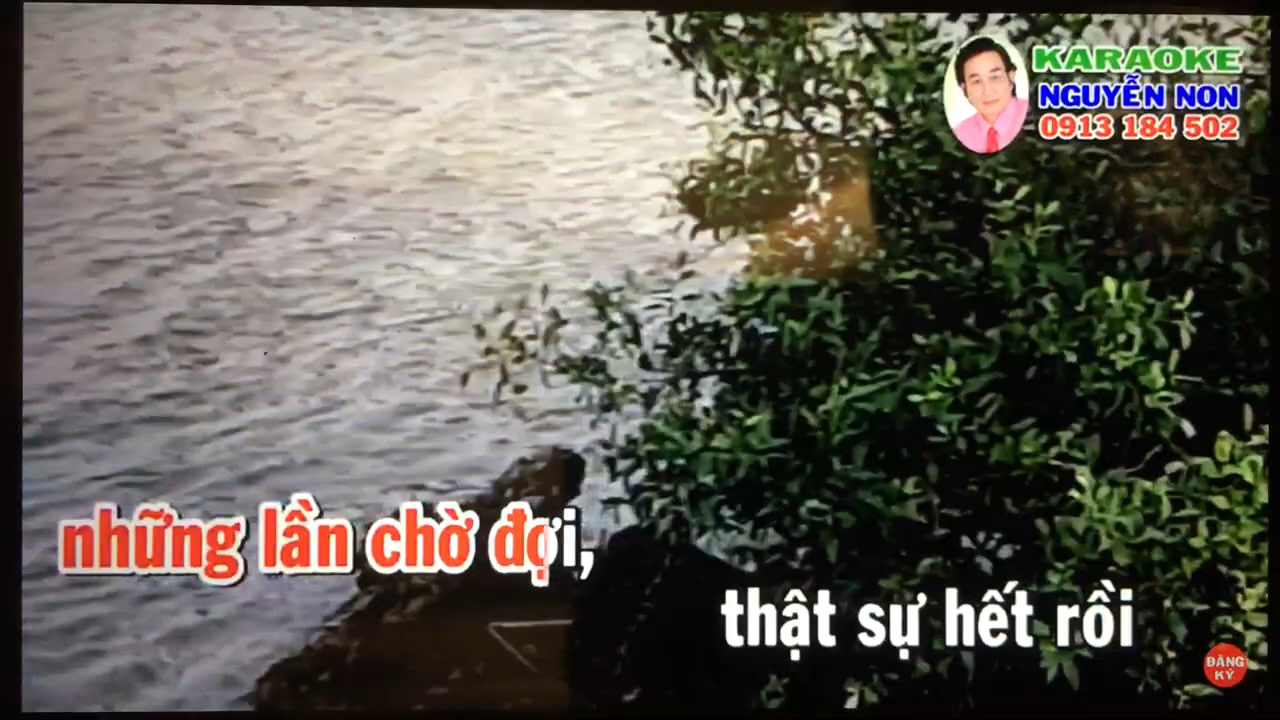 KARAOKE
NGUYỄN NON
0913 184 502
những lần chờ đợi,
thật sự hết rồi
ĐĂNG
KÝ